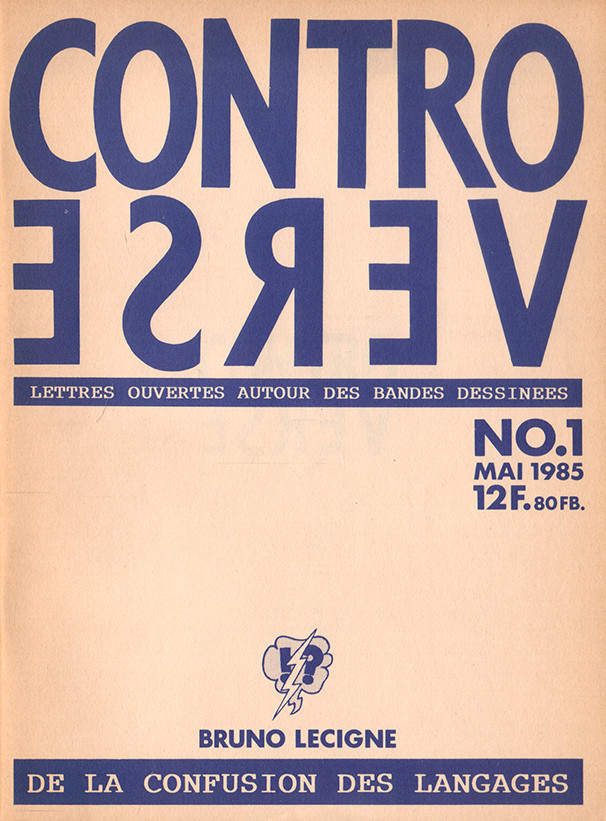 CONTRO
VERSE
LETTRES OUVERTES AUTOUR DES BANDES DESSINEES
NO.1
MAI 1985
12F. 80FB.
!?
BRUNO LECIGNE
DE LA CONFUSION DES LANGAGES